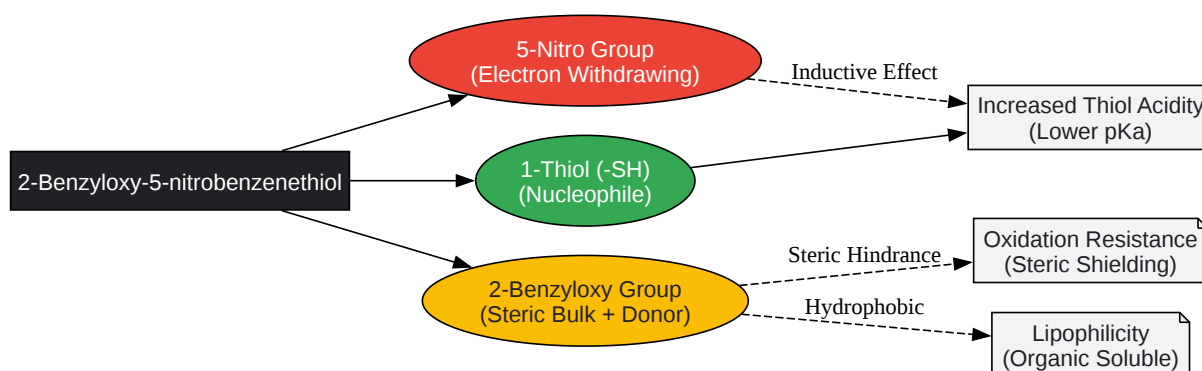 5-Nitro Group
(Electron Withdrawing)
Inductive Effect
Increased Thiol Acidity
(Lower pKa)
2-Benzyloxy-5-nitrobenzenethiol
1-Thiol (-SH)
(Nucleophile)
Steric Hindrance
Oxidation Resistance
(Steric Shielding)
2-Benzyloxy Group
(Steric Bulk + Donor)
Hydrophobic
Lipophilicity
(Organic Soluble)